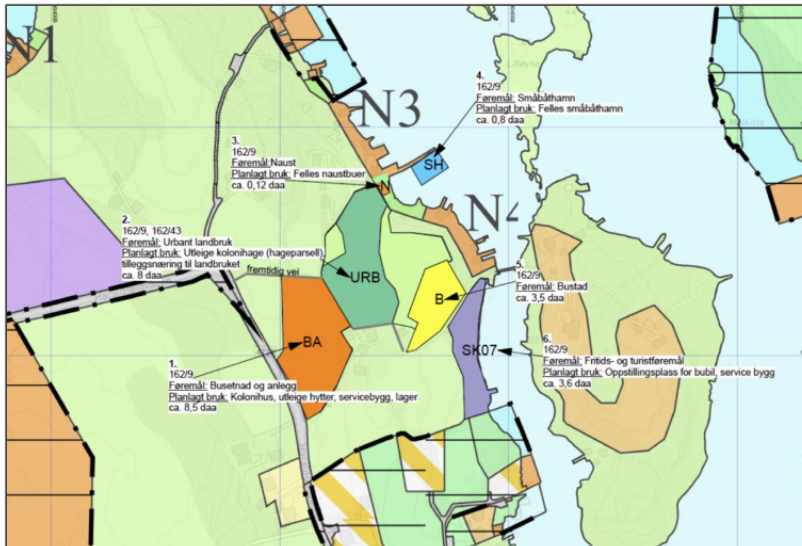 N1
N3
N4
4.
162/9
Føremål: Småbåthamn
Planlagt bruk: Felles småbåthamn
ca. 0,8 daa
SH
3.
162/9
Føremål:Naust
Planlagt bruk: Felles naustbuer
ca. 0,12 daa
N
2.
162/9, 162/43
Føremål: Urbant landbruk
Planlagt bruk: Utleige kolonihage (hageparsell)
tilleggsnæring til landbruket
ca. 8 daa
fremtidig vei
URB
5.
162/9
Føremål: Bustad
ca. 3,5 daa
B
BA
SK07
6.
162/9
Føremål: Fritids- og turistføremål
Planlagt bruk: Oppstillingsplass for bubil, service bygg
ca. 3,6 daa
1.
162/9
Føremål: Busetnad og anlegg
Planlagt bruk: Kolonihus, utleige hytter, servicebygg, lager
ca. 8,5 daa